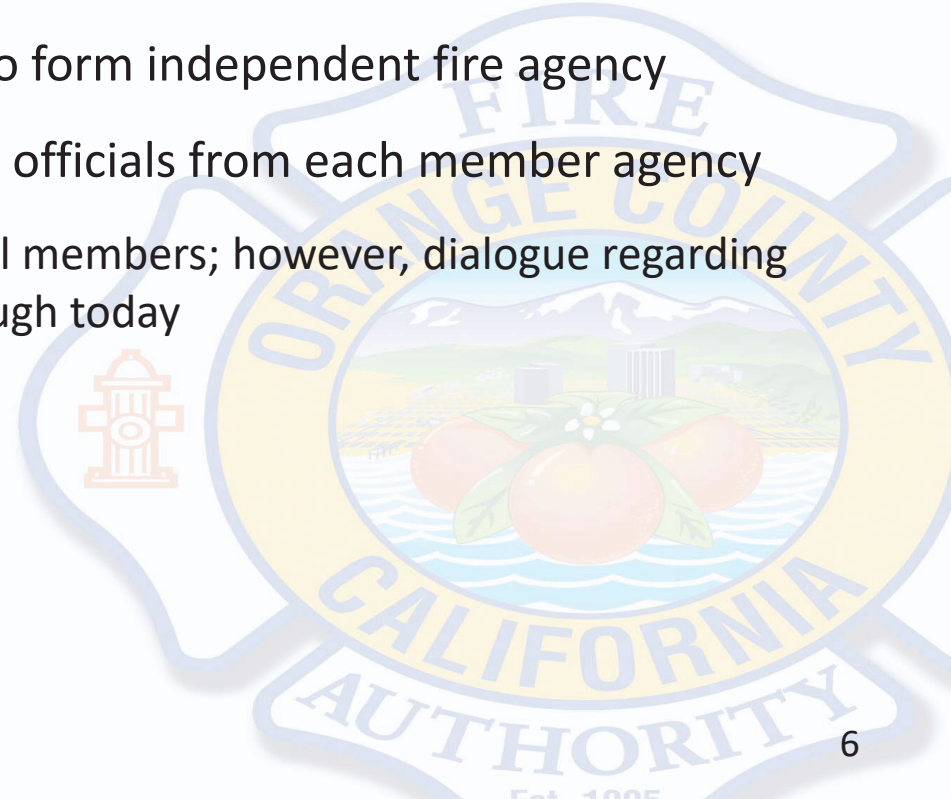 o form independent fire agency
officials from each member agency
l members; however, dialogue regarding
ugh today
FIRE
ORANGE COUNTY
CALIFORNIA
AUTHORITY
6